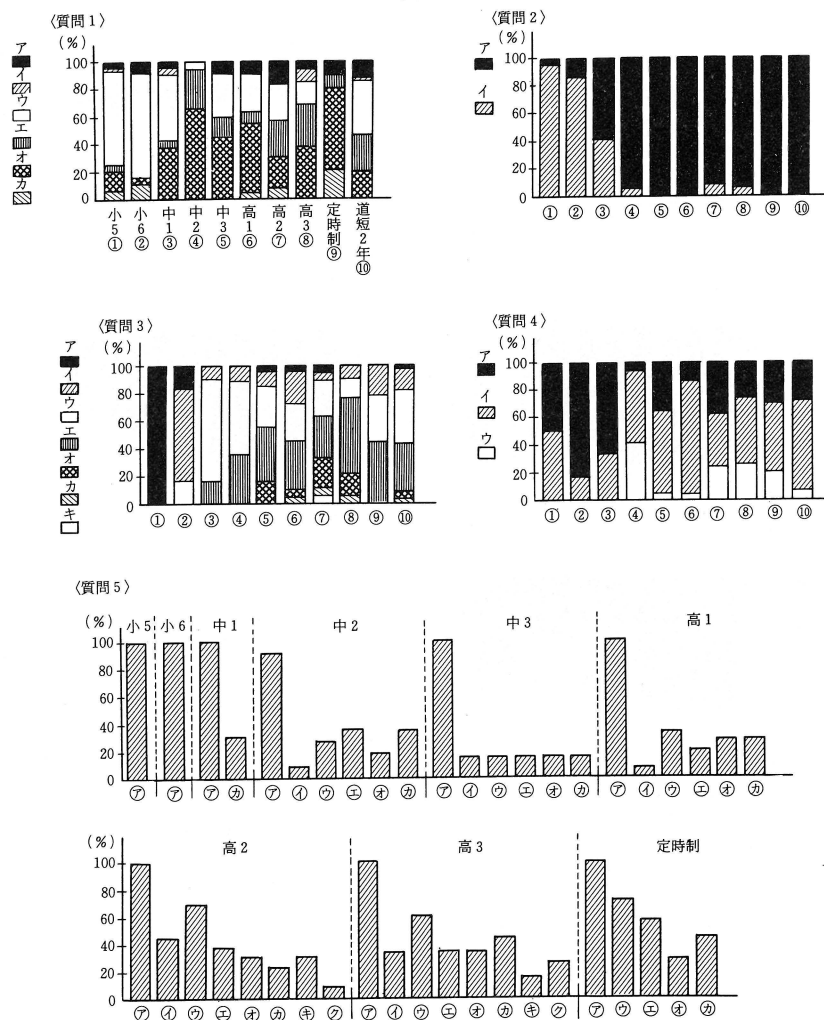 〈質問1〉
(%)
ア
イ
ウ
エ
オ
カ
100
80
60
40
20
0
小5①
小6②
中1③
中2④
中3⑤
高1⑥
高2⑦
高3⑧
定時制⑨
道短2年⑩
〈質問2〉
(%)
ア
イ
100
80
60
40
20
0
① ② ③ ④ ⑤ ⑥ ⑦ ⑧ ⑨ ⑩
〈質問3〉
(%)
ア
イ
ウ
エ
オ
カ
キ
100
80
60
40
20
0
① ② ③ ④ ⑤ ⑥ ⑦ ⑧ ⑨ ⑩
〈質問4〉
(%)
ア
イ
ウ
100
80
60
40
20
0
① ② ③ ④ ⑤ ⑥ ⑦ ⑧ ⑨ ⑩
〈質問5〉
(%) 小5 小6 中1 中2 中3 高1
100
80
60
40
20
0
㋐ ㋐ ㋐ ㋕ ㋐ ㋑ ㋒ ㋓ ㋔ ㋕ ㋐ ㋑ ㋒ ㋓ ㋔ ㋕ ㋐ ㋑ ㋒ ㋓ ㋔ ㋕
(%) 高2 高3 定時制
100
80
60
40
20
0
㋐ ㋑ ㋒ ㋓ ㋔ ㋕ ㋖ ㋗ ㋐ ㋑ ㋒ ㋓ ㋔ ㋕ ㋖ ㋗ ㋐ ㋒ ㋓ ㋔ ㋕